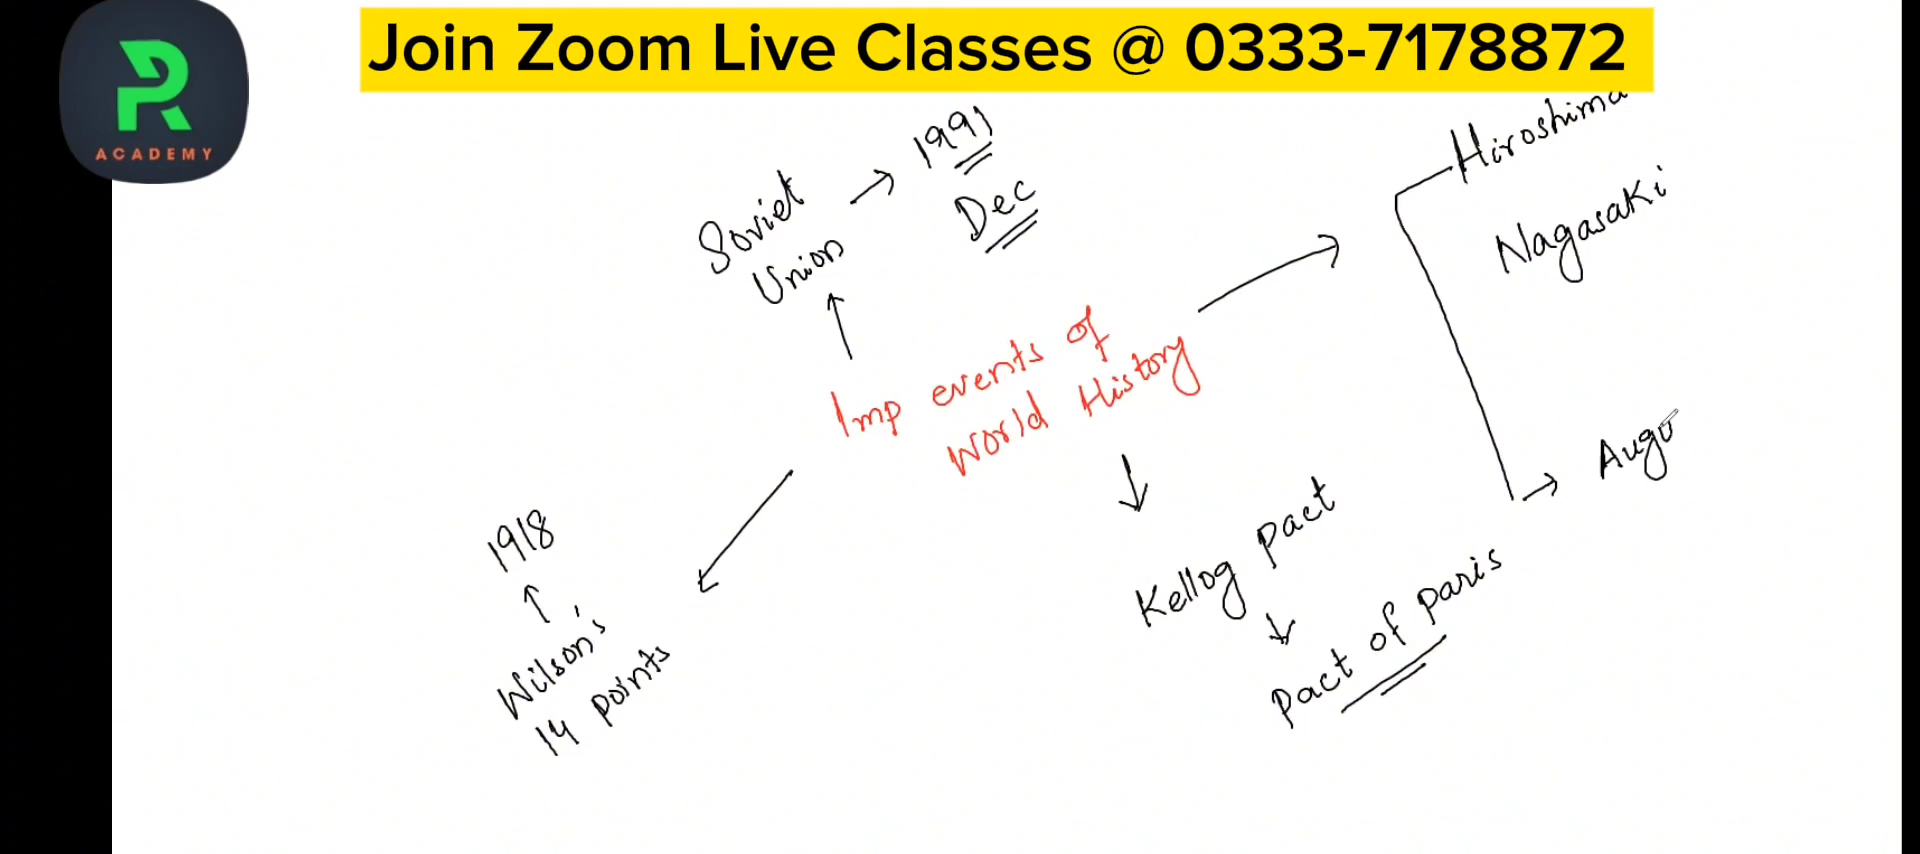 Join Zoom Live Classes @ 0333-7178872
R
ACADEMY
1991
Dec
Soviet
Union
Hiroshima
Nagasaki
Imp events of
World History
Augu
Kellog pact
pact of paris
1918
Wilson's
14 points